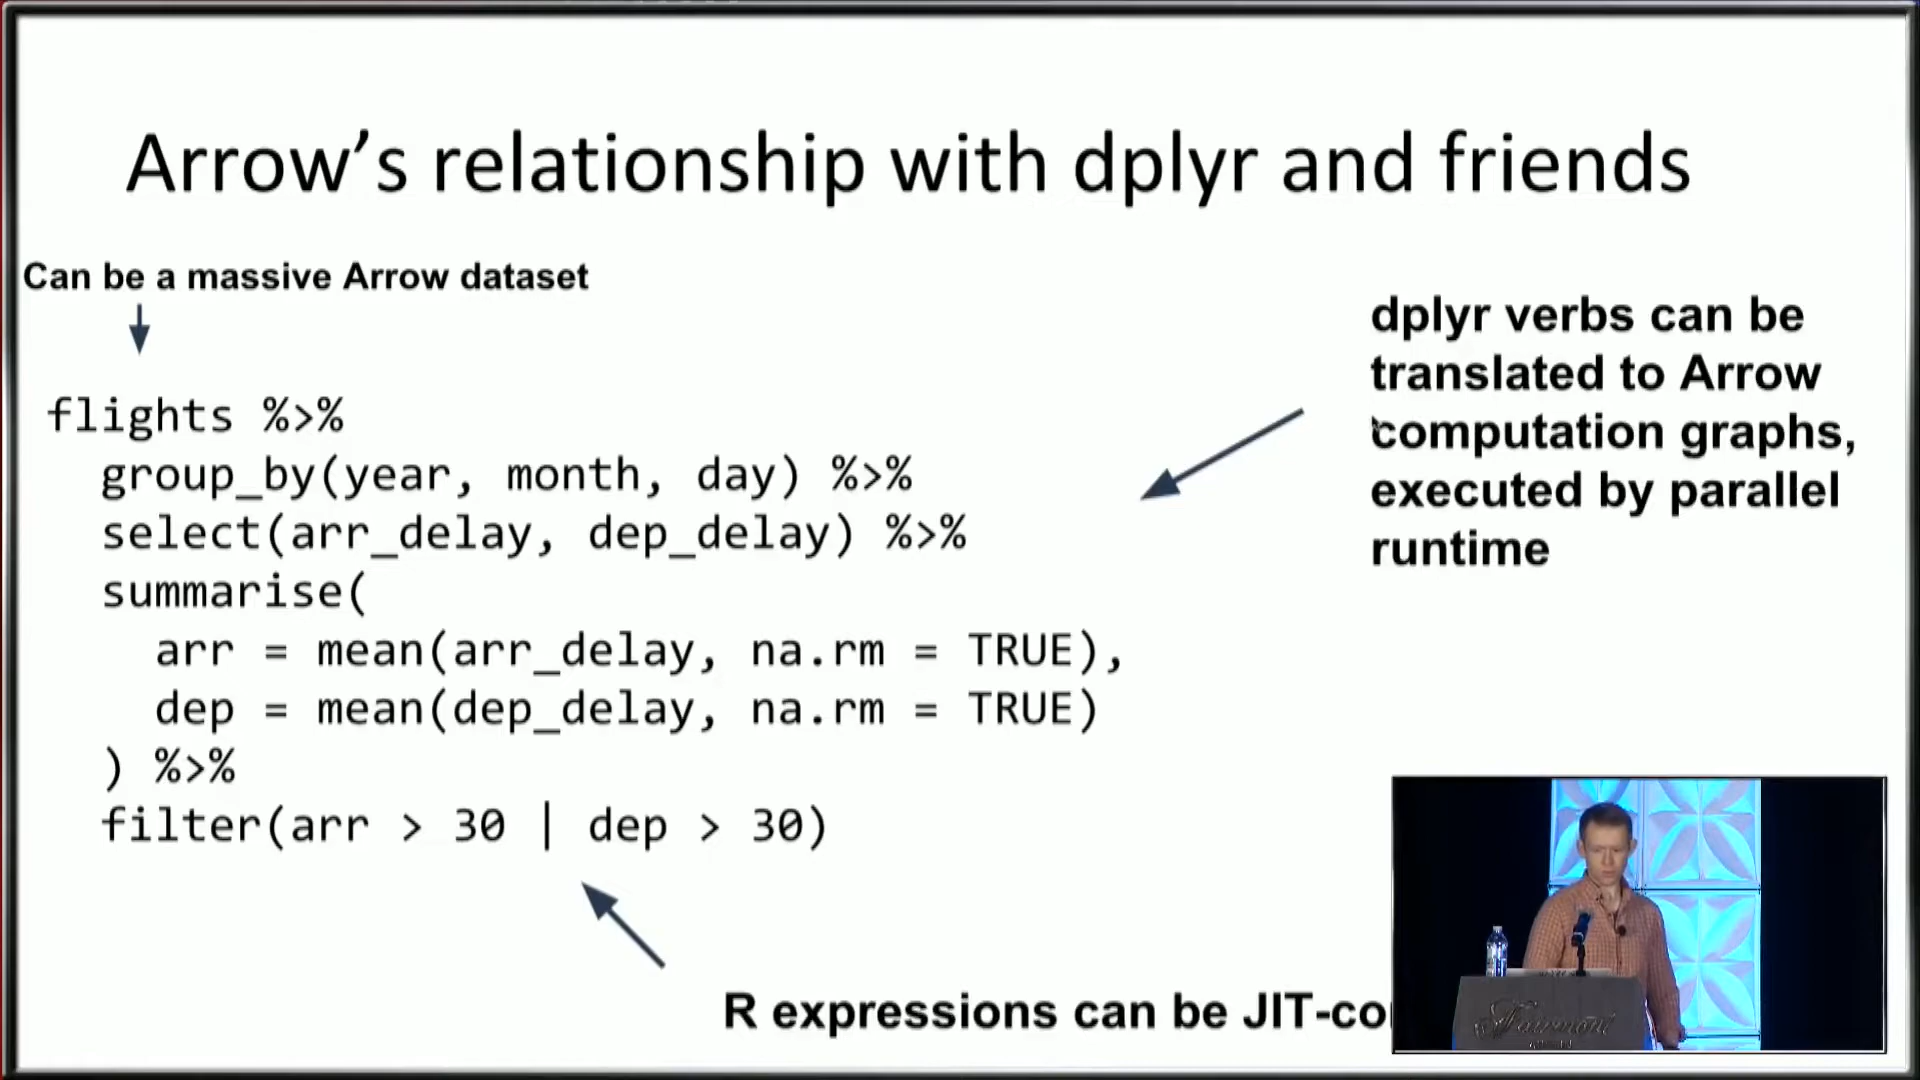 Arrow’s relationship with dplyr and friends
Can be a massive Arrow dataset
flights %>%
group_by(year, month, day) %>%
select(arr_delay, dep_delay) %>%
summarise(
arr = mean(arr_delay, na.rm = TRUE),
dep = mean(dep_delay, na.rm = TRUE)
) %>%
filter(arr > 30 | dep > 30)
dplyr verbs can be
translated to Arrow
computation graphs,
executed by parallel
runtime
R expressions can be JIT-co
Fairmont